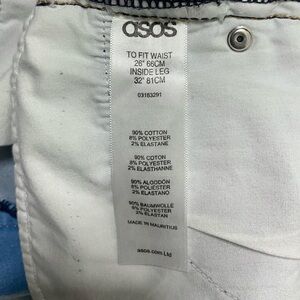 asos
TO FIT WAIST
26" 66CM
INSIDE LEG
32" 81CM
03163291
90% COTTON
8% POLYESTER
2% ELASTANE
90% COTON
8% POLYESTER
2% ELASTHANNE
90% ALGODÓN
8% POLIESTER
2% ELASTANO
90% BAUMWOLLE
8% POLYESTER
2% ELASTAN
MADE IN MAURITIUS
asos.com Ltd